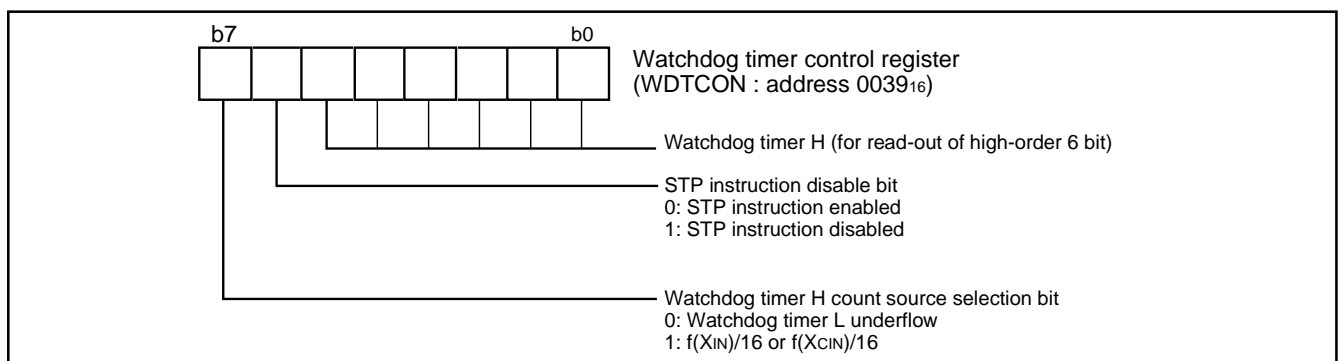 b7 b0
Watchdog timer control register
(WDTCON : address 003916)
Watchdog timer H (for read-out of high-order 6 bit)
STP instruction disable bit
0: STP instruction enabled
1: STP instruction disabled
Watchdog timer H count source selection bit
0: Watchdog timer L underflow
1: f(XIN)/16 or f(XCIN)/16